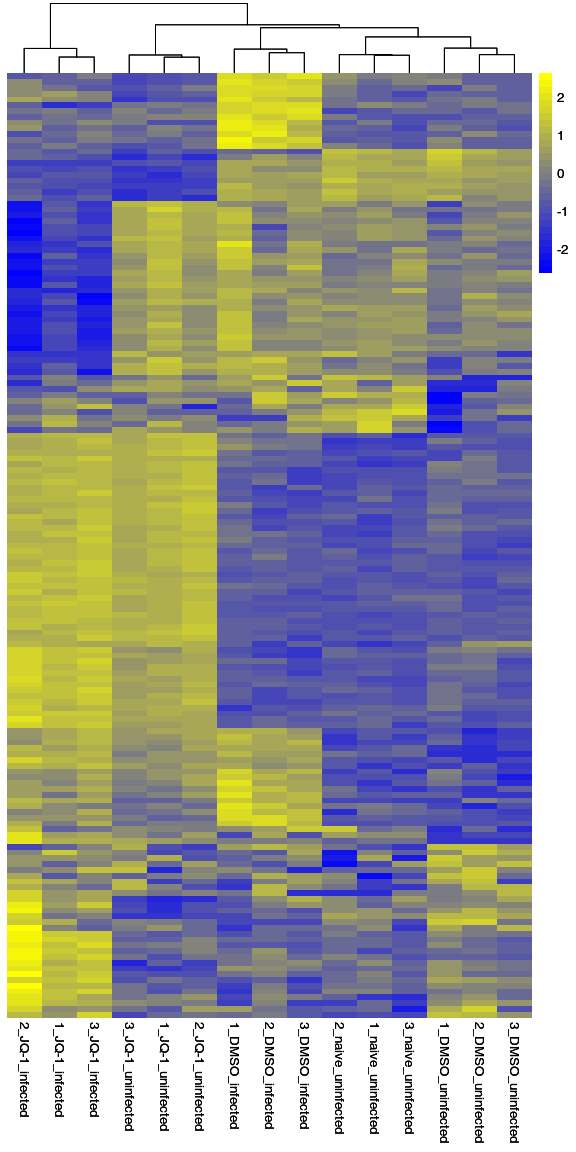 2
1
0
-1
-2
2_JQ-1_infected
1_JQ-1_infected
3_JQ-1_infected
3_JQ-1_uninfected
1_JQ-1_uninfected
2_JQ-1_uninfected
1_DMSO_infected
2_DMSO_infected
3_DMSO_infected
2_naive_uninfected
1_naive_uninfected
3_naive_uninfected
1_DMSO_uninfected
2_DMSO_uninfected
3_DMSO_uninfected